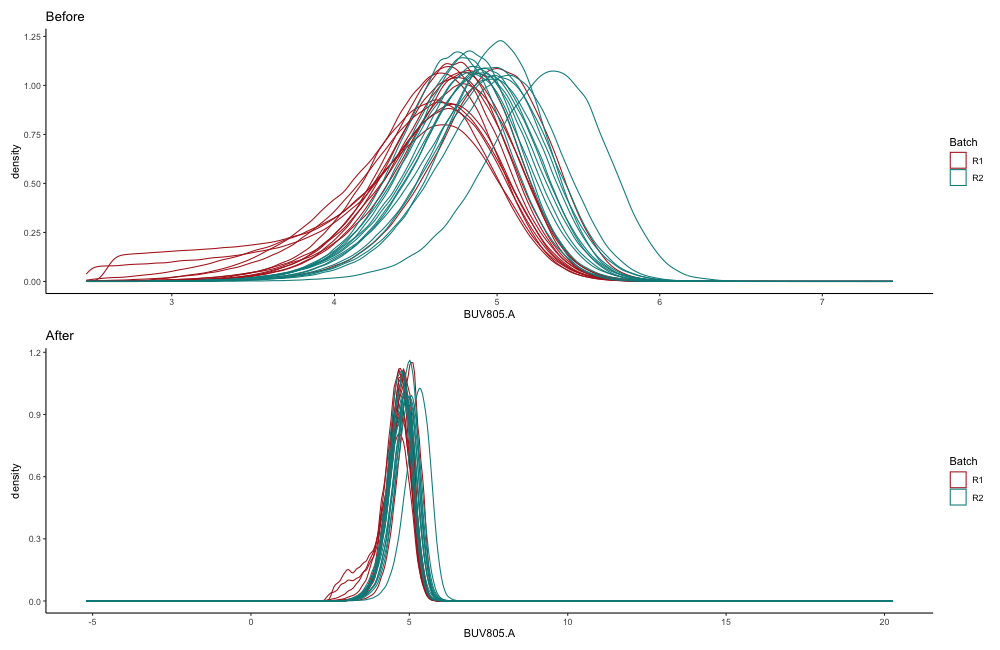 Before
1.25
1.00
0.75
0.50
0.25
0.00
density
3 4 5 6 7
BUV805.A
Batch
R1
R2
After
1.2
0.9
0.6
0.3
0.0
density
-5 0 5 10 15 20
BUV805.A
Batch
R1
R2